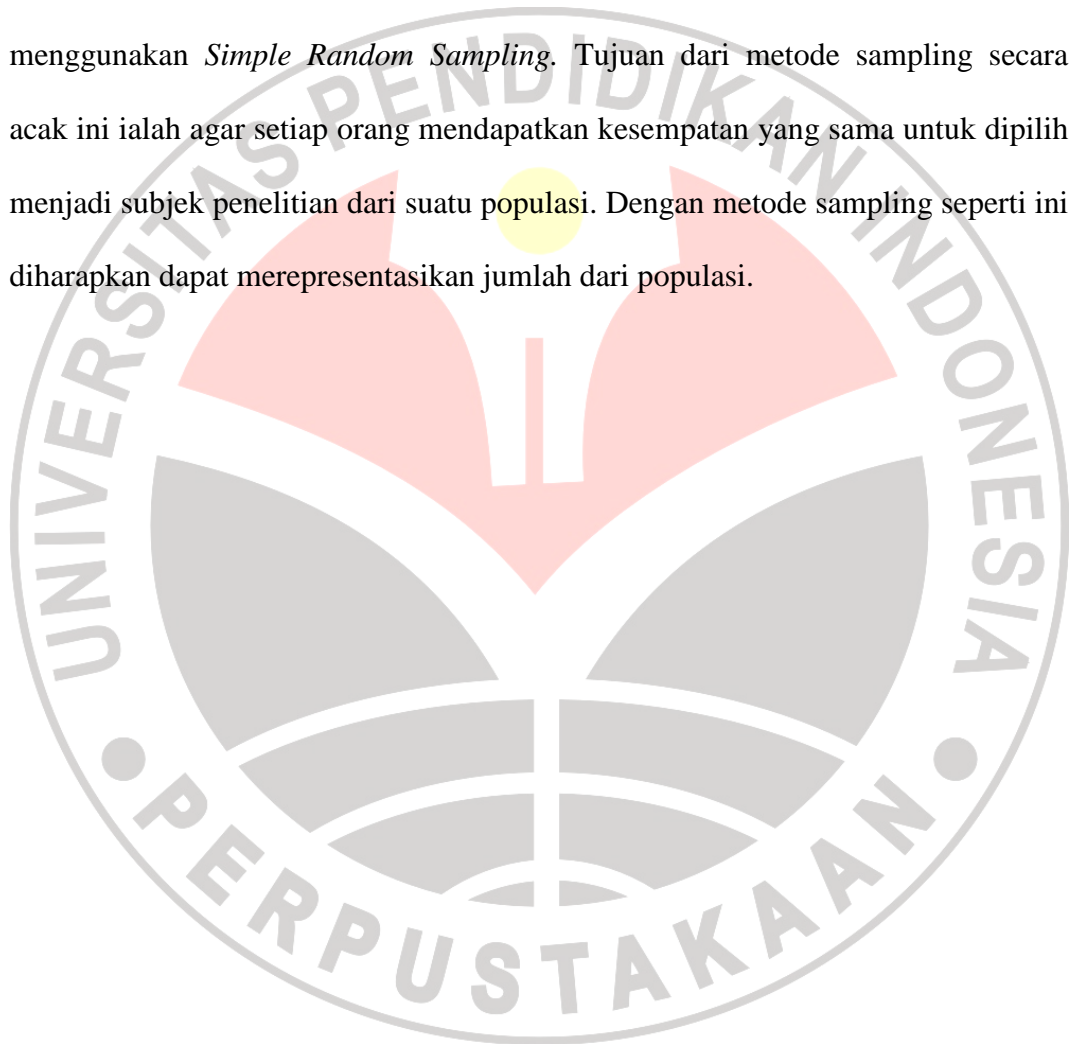 menggunakan Simple Random Sampling. Tujuan dari metode sampling secara
acak ini ialah agar setiap orang mendapatkan kesempatan yang sama untuk dipilih
menjadi subjek penelitian dari suatu populasi. Dengan metode sampling seperti ini
diharapkan dapat merepresentasikan jumlah dari populasi.
UNIVERSITAS PENDIDIKAN INDONESIA
PERPUSTAKAAN